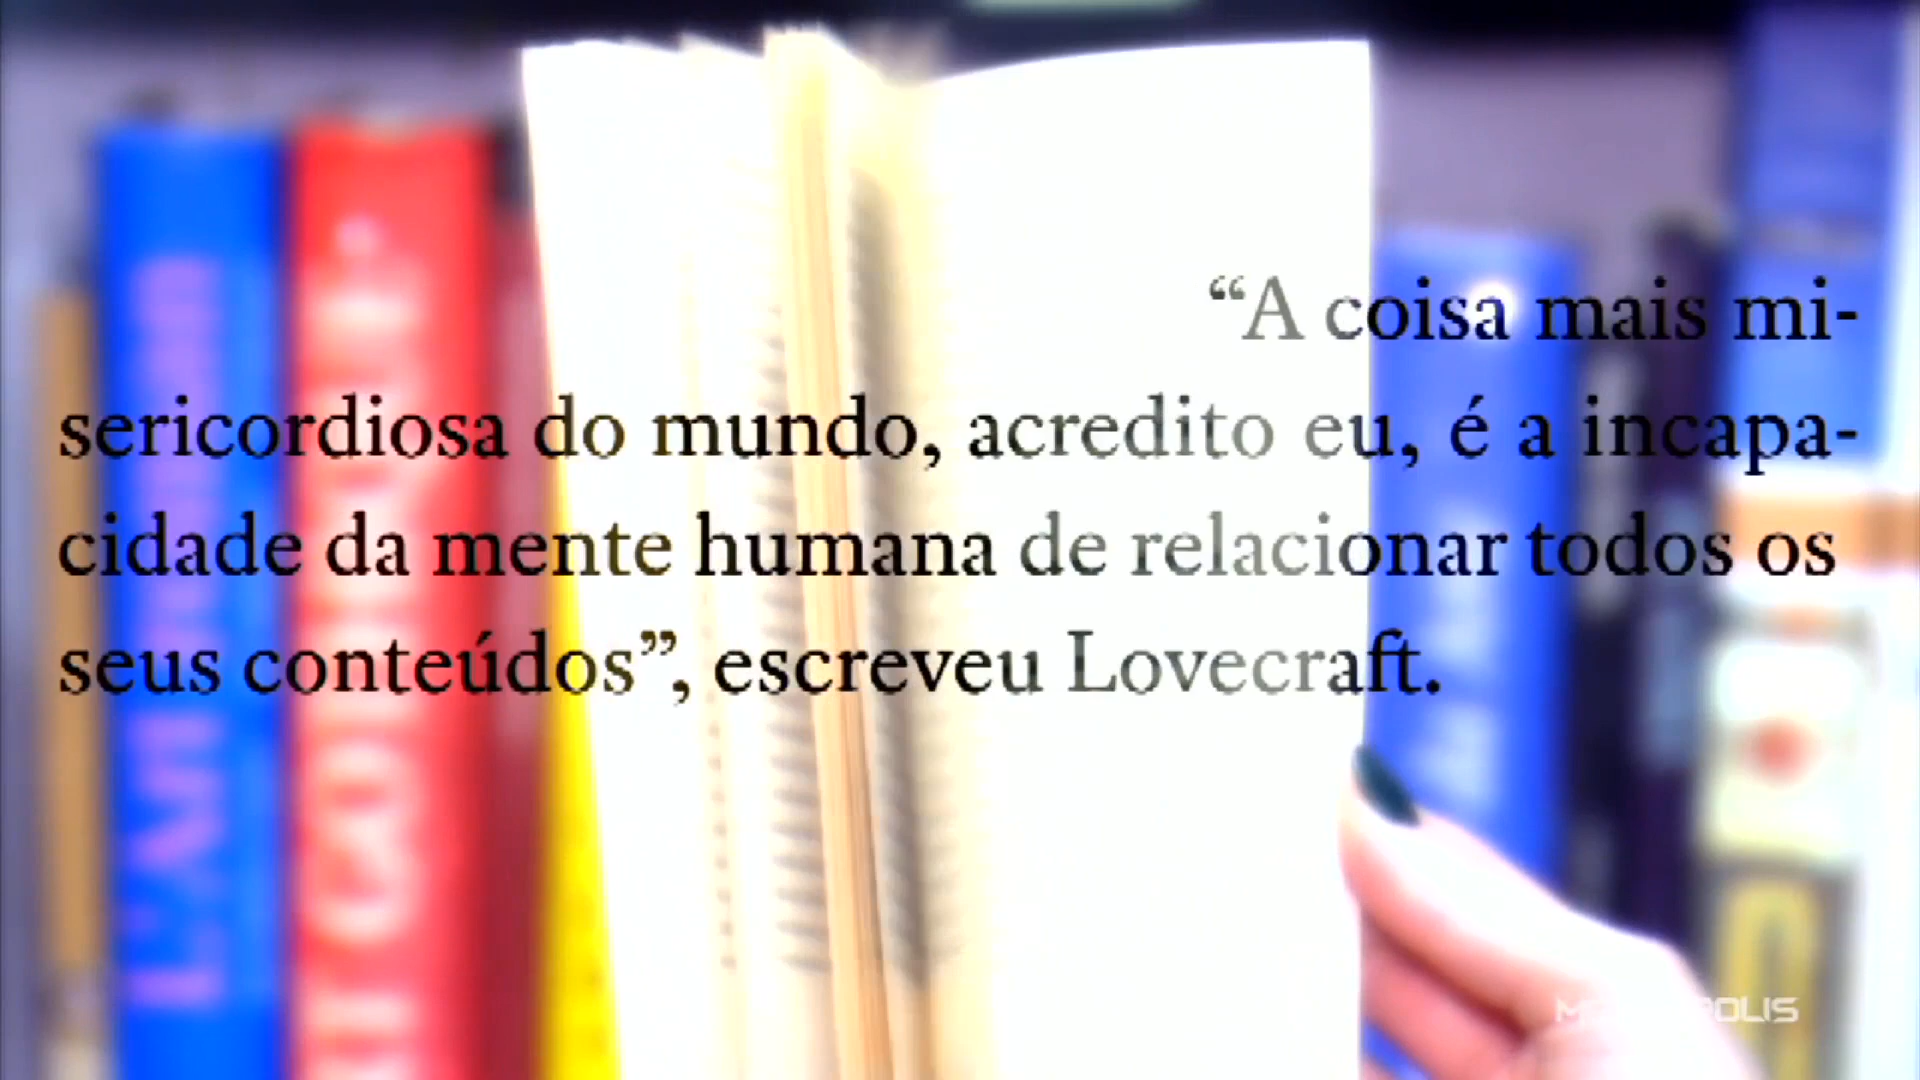 “A coisa mais mi-
sericordiosa do mundo, acredito eu, é a incapa-
cidade da mente humana de relacionar todos os
seus conteúdos”, escreveu Lovecraft.